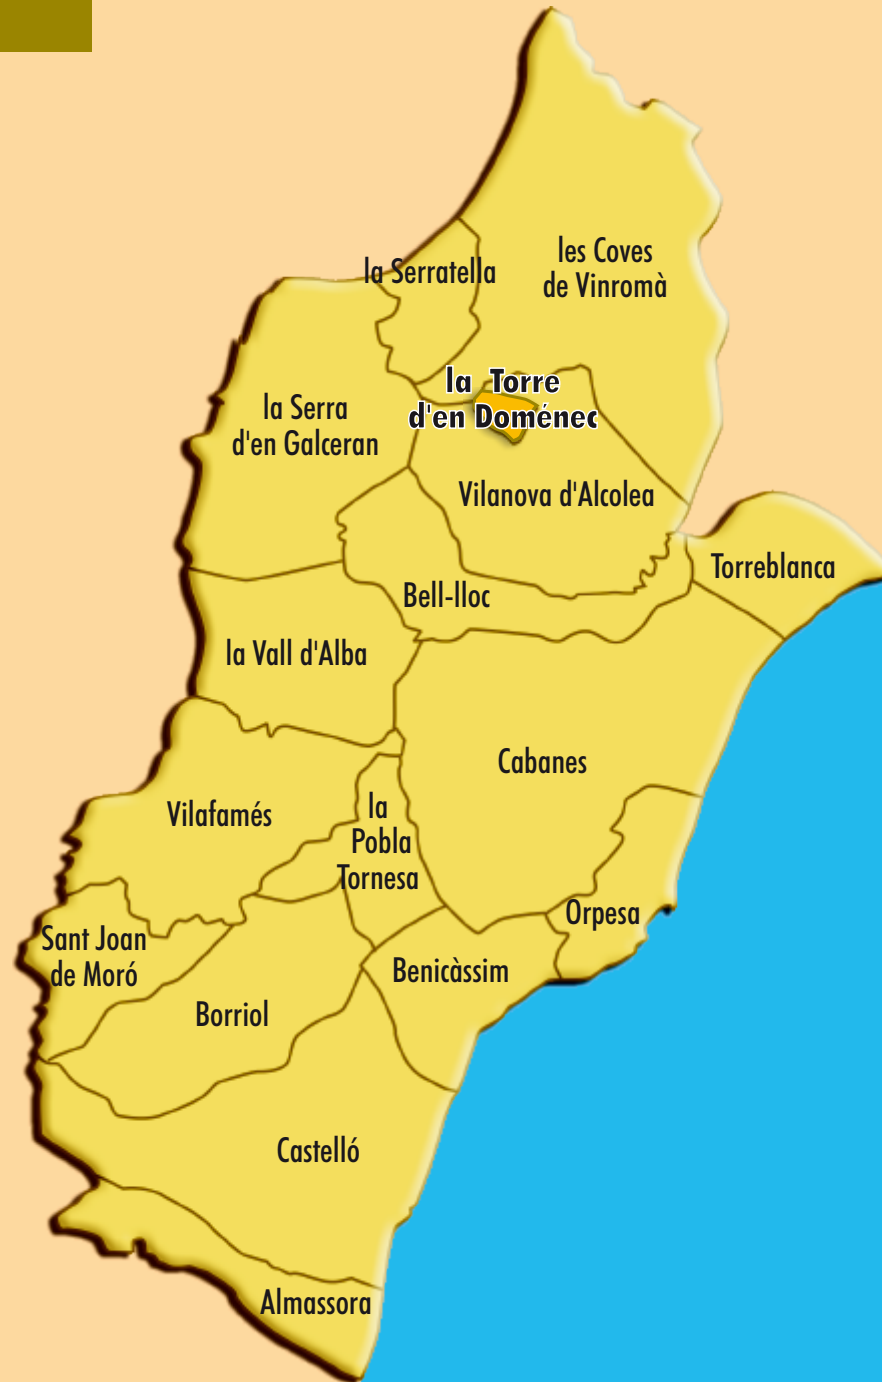 les Coves
de Vinromà
la Serratella
la Torre
d'en Doménec
la Serra
d'en Galceran
Vilanova d'Alcolea
Torreblanca
Bell-lloc
la Vall d'Alba
Cabanes
Vilafamés
la
Pobla
Tornesa
Orpesa
Sant Joan
de Moró
Benicàssim
Borriol
Castelló
Almassora